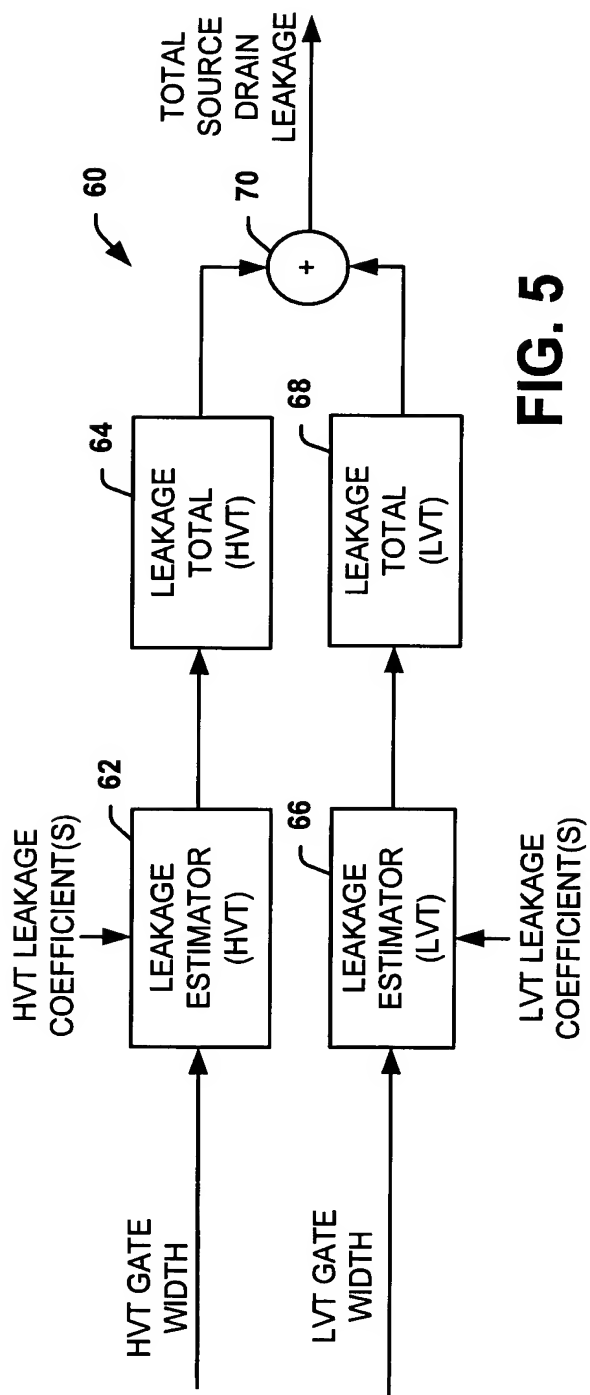 HVT GATE
WIDTH
HVT LEAKAGE
COEFFICIENT(S)
62
LEAKAGE
ESTIMATOR
(HVT)
64
LEAKAGE
TOTAL
(HVT)
60
70
+
TOTAL
SOURCE
DRAIN
LEAKAGE
LVT GATE
WIDTH
66
LEAKAGE
ESTIMATOR
(LVT)
LVT LEAKAGE
COEFFICIENT(S)
68
LEAKAGE
TOTAL
(LVT)
FIG. 5